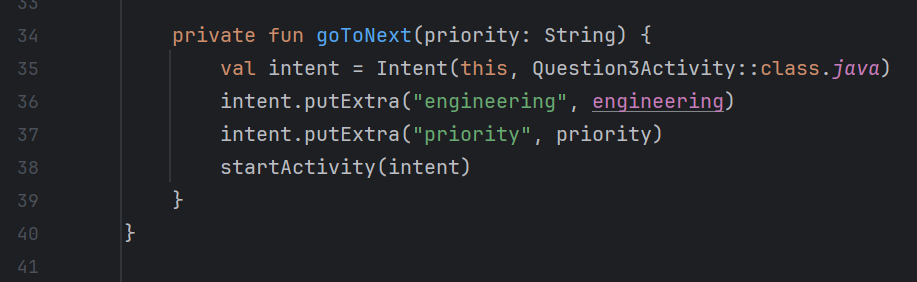 33
34 private fun goToNext(priority: String) {
35 val intent = Intent(this, Question3Activity::class.java)
36 intent.putExtra("engineering", engineering)
37 intent.putExtra("priority", priority)
38 startActivity(intent)
39 }
40 }
41